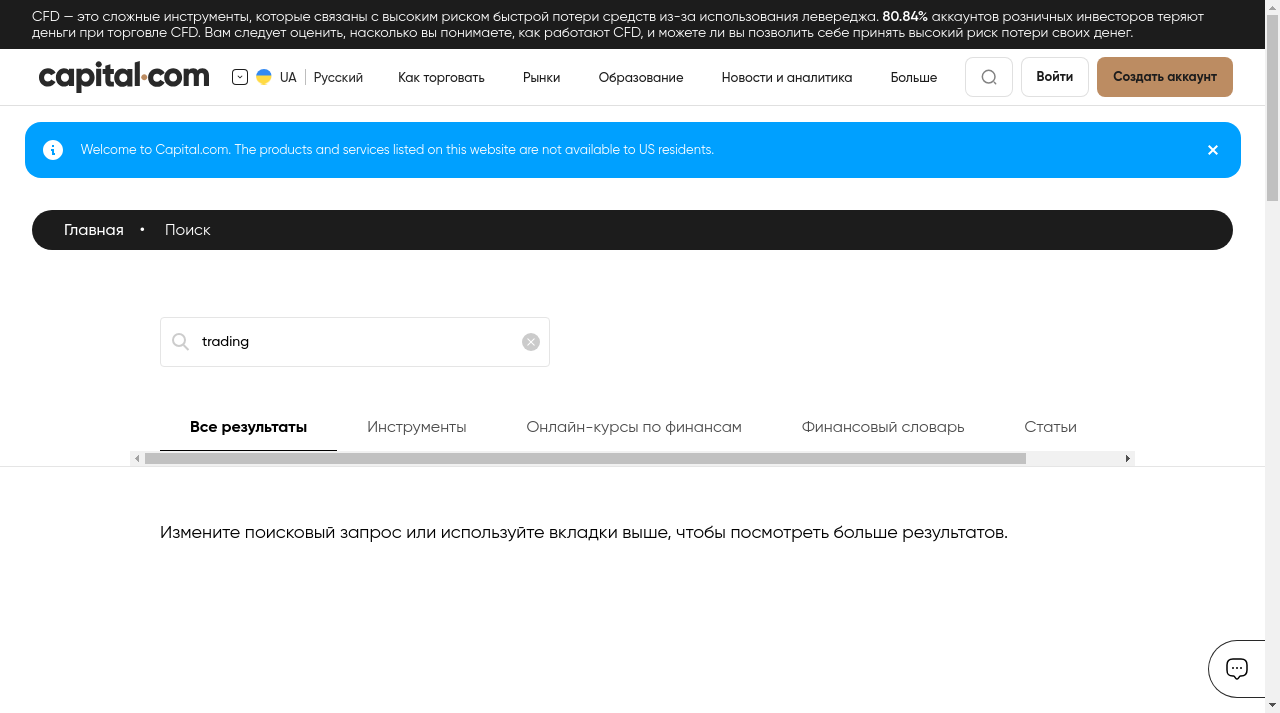 CFD — это сложные инструменты, которые связаны с высоким риском быстрой потери средств из-за использования левереджа. 80.84% аккаунтов розничных инвесторов теряют
деньги при торговле CFD. Вам следует оценить, насколько вы понимаете, как работают CFD, и можете ли вы позволить себе принять высокий риск потери своих денег.
capital.com UA Русский Как торговать Рынки Образование Новости и аналитика Больше Войти Создать аккаунт
Welcome to Capital.com. The products and services listed on this website are not available to US residents.
Главная • Поиск
trading
Все результаты Инструменты Онлайн-курсы по финансам Финансовый словарь Статьи
Измените поисковый запрос или используйте вкладки выше, чтобы посмотреть больше результатов.